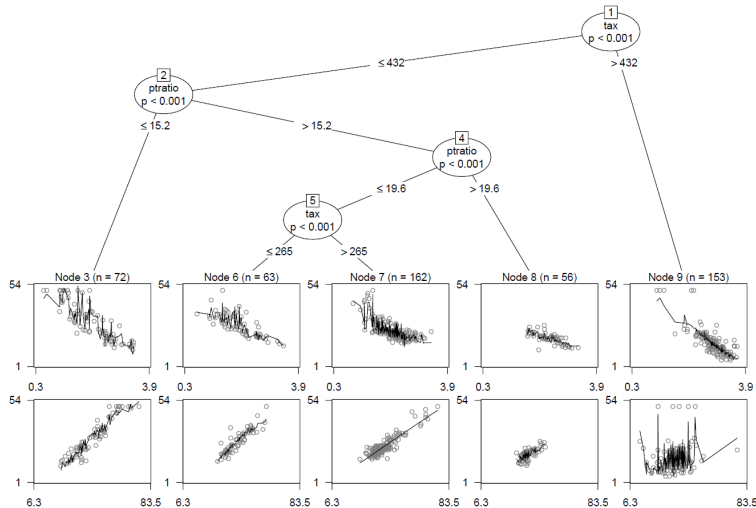 1
tax
p < 0.001
≤ 432
> 432
2
ptratio
p < 0.001
≤ 15.2
> 15.2
4
ptratio
p < 0.001
≤ 19.6
> 19.6
5
tax
p < 0.001
≤ 265
> 265
Node 3 (n = 72)
Node 6 (n = 63)
Node 7 (n = 162)
Node 8 (n = 56)
Node 9 (n = 153)
54 54 54 54 54
1 1 1 1 1
0.3 3.9 0.3 3.9 0.3 3.9 0.3 3.9 0.3 3.9
54 54 54 54 54
1 1 1 1 1
6.3 83.5 6.3 83.5 6.3 83.5 6.3 83.5 6.3 83.5